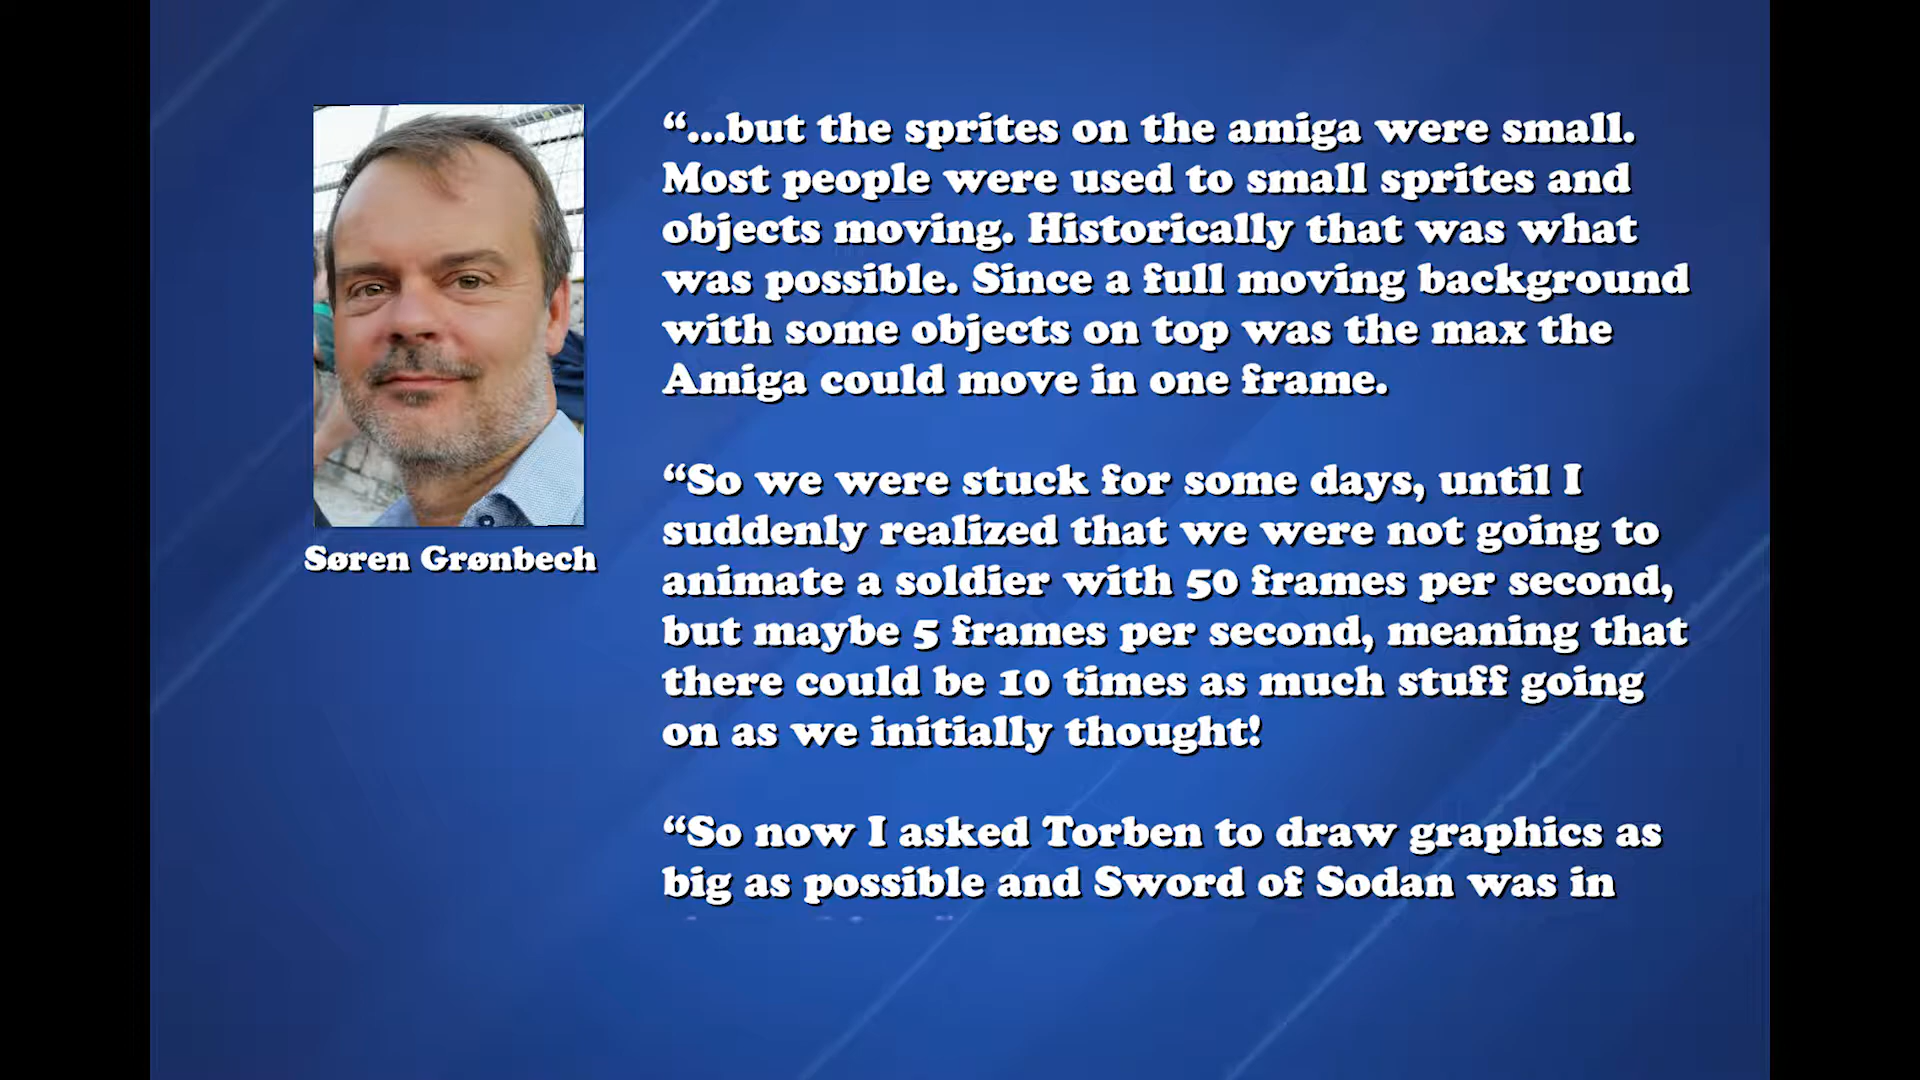 “...but the sprites on the amiga were small.
Most people were used to small sprites and
objects moving. Historically that was what
was possible. Since a full moving background
with some objects on top was the max the
Amiga could move in one frame.
“So we were stuck for some days, until I
suddenly realized that we were not going to
animate a soldier with 50 frames per second,
but maybe 5 frames per second, meaning that
there could be 10 times as much stuff going
on as we initially thought!
“So now I asked Torben to draw graphics as
big as possible and Sword of Sodan was in
Søren Grønbech